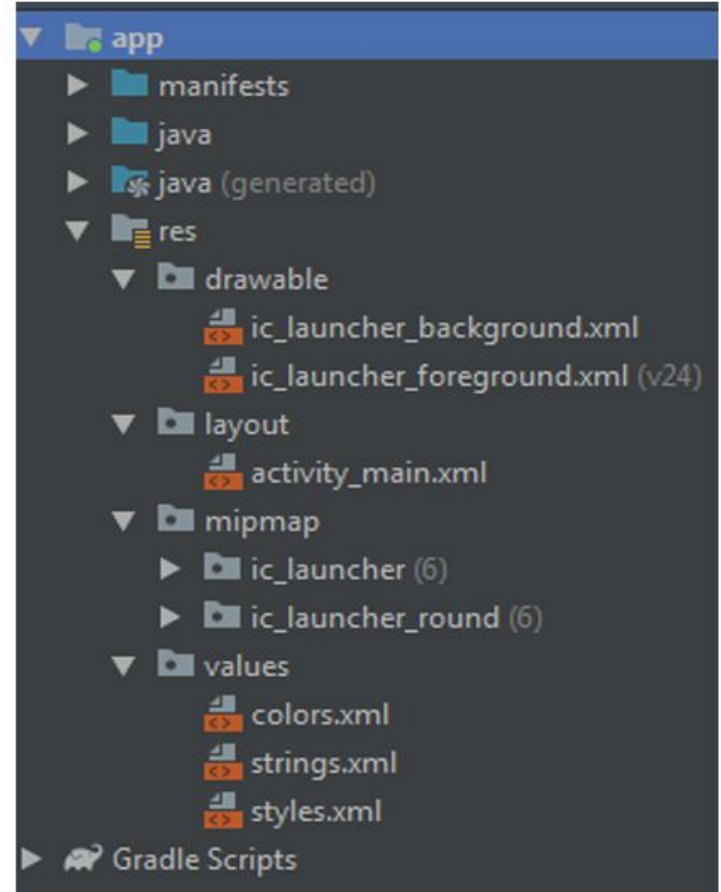 app
manifests
java
java (generated)
res
drawable
ic_launcher_background.xml
ic_launcher_foreground.xml (v24)
layout
activity_main.xml
mipmap
ic_launcher (6)
ic_launcher_round (6)
values
colors.xml
strings.xml
styles.xml
Gradle Scripts